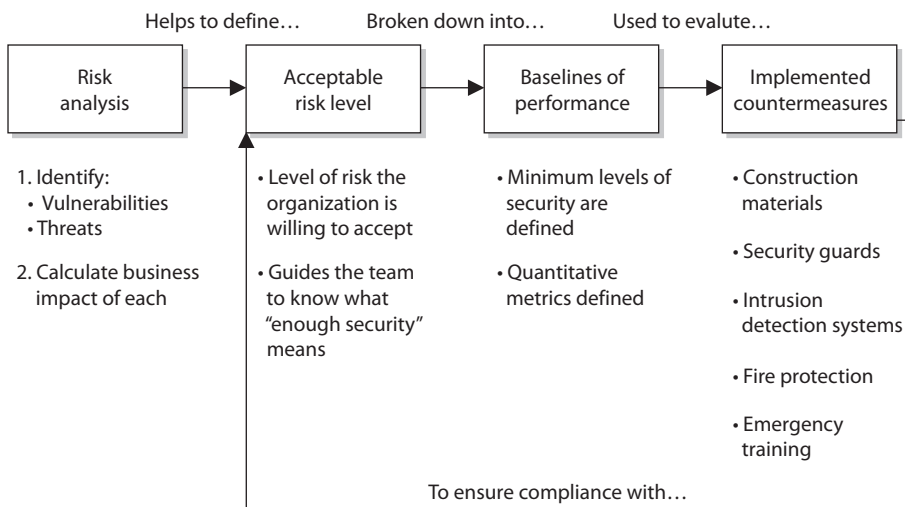 Helps to define…
Broken down into…
Used to evaluate…
Risk
analysis
Acceptable
risk level
Baselines of
performance
Implemented
countermeasures
1. Identify:
• Vulnerabilities
• Threats
2. Calculate business
impact of each
• Level of risk the
organization is
willing to accept
• Guides the team
to know what
“enough security”
means
• Minimum levels of
security are
defined
• Quantitative
metrics defined
• Construction
materials
• Security guards
• Intrusion
detection systems
• Fire protection
• Emergency
training
To ensure compliance with…